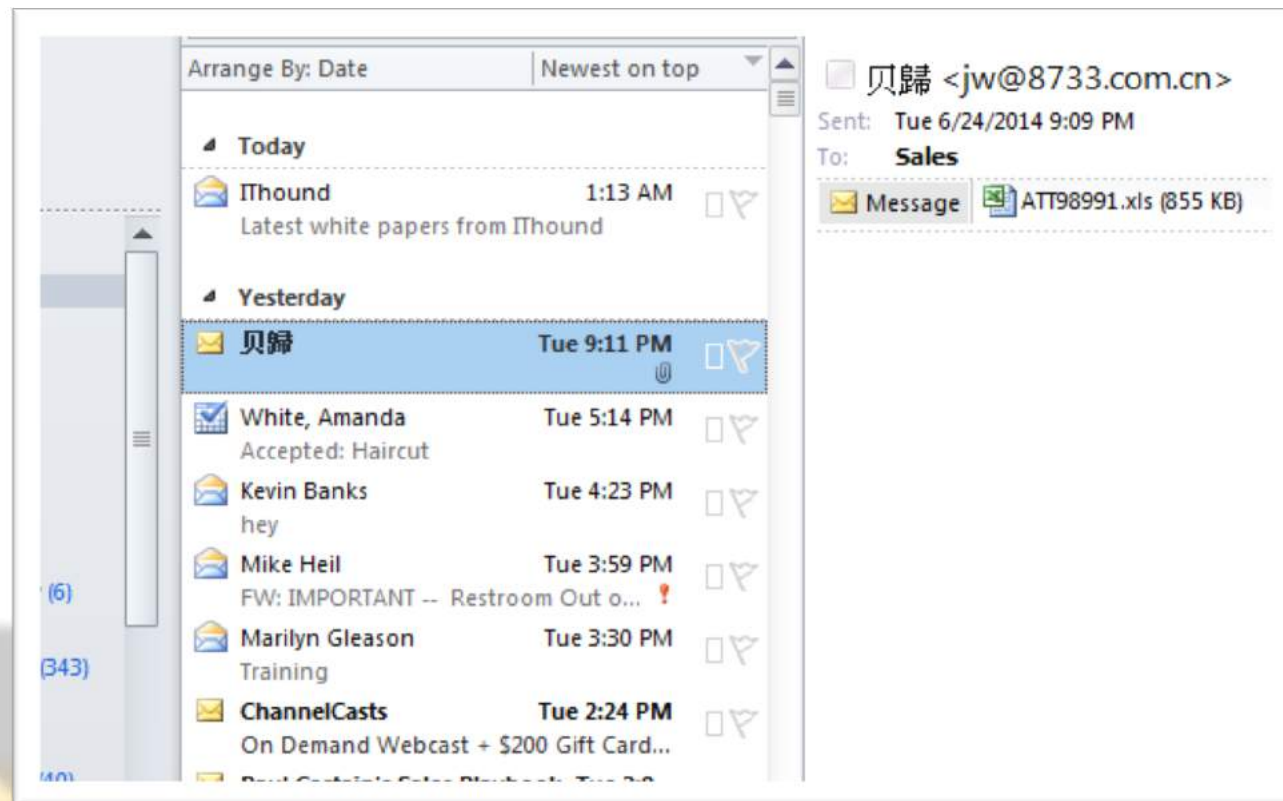 Arrange By: Date Newest on top
Today
IThound 1:13 AM
Latest white papers from IThound
Yesterday
贝歸 Tue 9:11 PM
White, Amanda Tue 5:14 PM
Accepted: Haircut
Kevin Banks Tue 4:23 PM
hey
Mike Heil Tue 3:59 PM
FW: IMPORTANT -- Restroom Out o...
Marilyn Gleason Tue 3:30 PM
Training
ChannelCasts Tue 2:24 PM
On Demand Webcast + $200 Gift Card...
(6)
(343)
贝歸 <jw@8733.com.cn>
Sent: Tue 6/24/2014 9:09 PM
To: Sales
Message ATT98991.xls (855 KB)